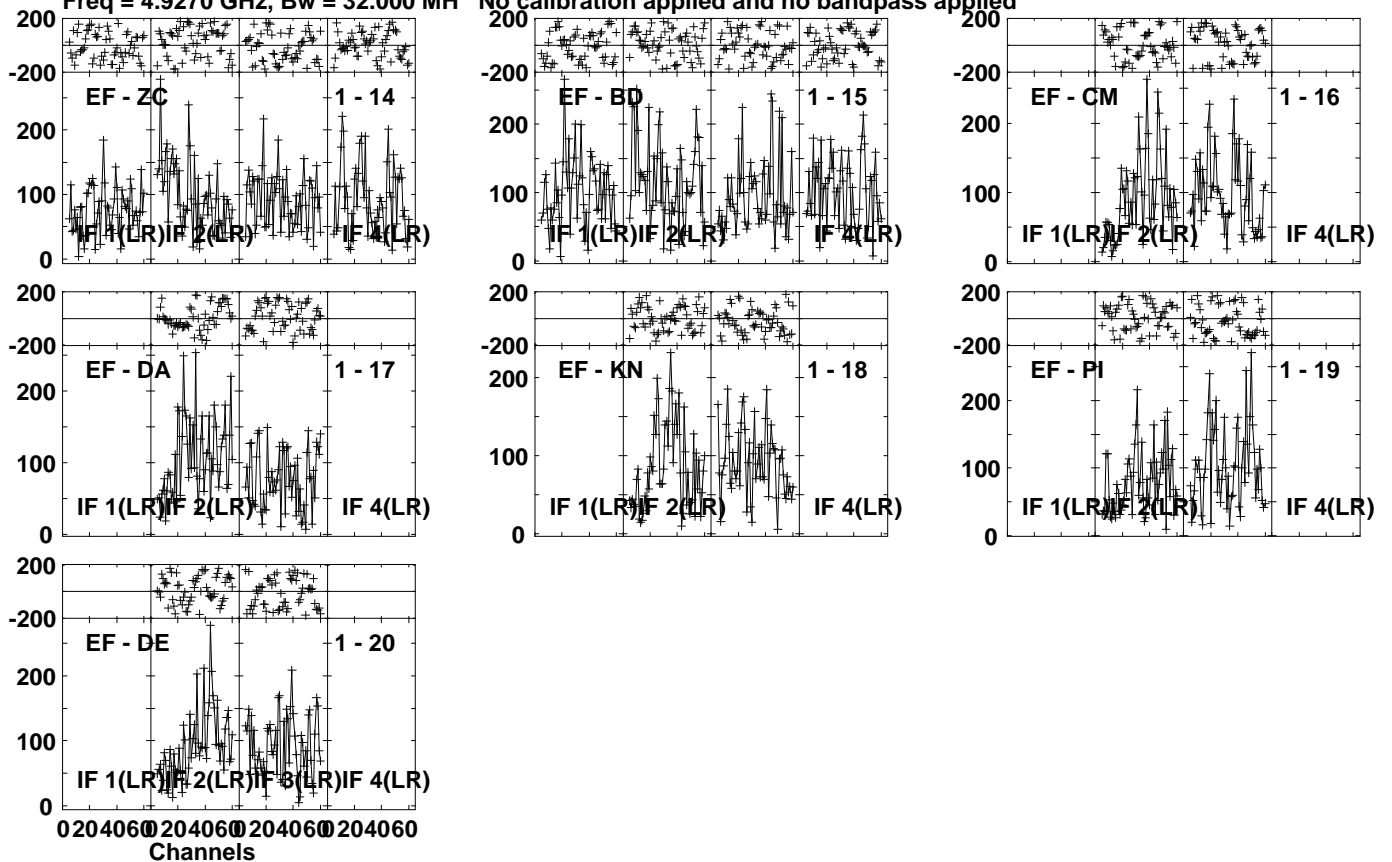 Freq = 4.9270 GHz, Bw = 32.000 MH No calibration applied and no bandpass applied
200
-200
EF - ZC 1 - 14
200
100
IF 1(LR) IF 2(LR) IF 4(LR)
0
200
-200
EF - BD 1 - 15
200
100
IF 1(LR) IF 2(LR) IF 4(LR)
0
200
-200
EF - CM 1 - 16
200
100
IF 1(LR) IF 2(LR) IF 4(LR)
0
200
-200
EF - DA 1 - 17
200
100
IF 1(LR) IF 2(LR) IF 4(LR)
0
200
-200
EF - KN 1 - 18
200
100
IF 1(LR) IF 2(LR) IF 4(LR)
0
200
-200
EF - PI 1 - 19
200
100
IF 1(LR) IF 2(LR) IF 4(LR)
0
200
-200
EF - DE 1 - 20
200
100
IF 1(LR) IF 2(LR) IF 3(LR) IF 4(LR)
0
0 20 40 60 0 20 40 60 0 20 40 60 0 20 40 60
Channels